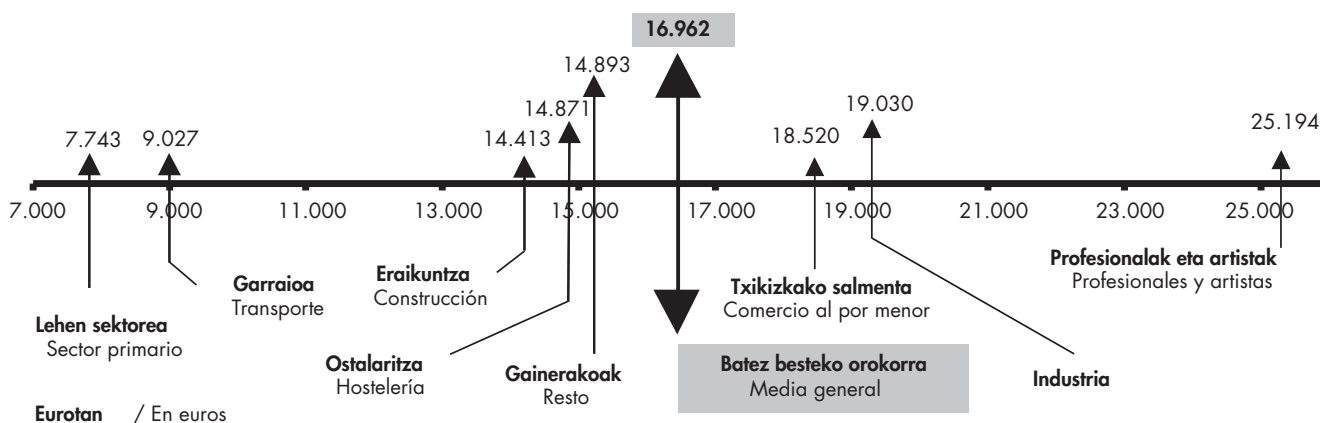 16.962
14.893
14.871
19.030
7.743
9.027
14.413
18.520
25.194
7.000
9.000
11.000
13.000
15.000
17.000
19.000
21.000
23.000
25.000
Lehen sektorea
Sector primario
Garraioa
Transporte
Eraikuntza
Construcción
Ostalaritza
Hostelería
Gainerakoak
Resto
Txikizkako salmenta
Comercio al por menor
Batez besteko orokorra
Media general
Industria
Profesionalak eta artistak
Profesionales y artistas
Eurotan / En euros